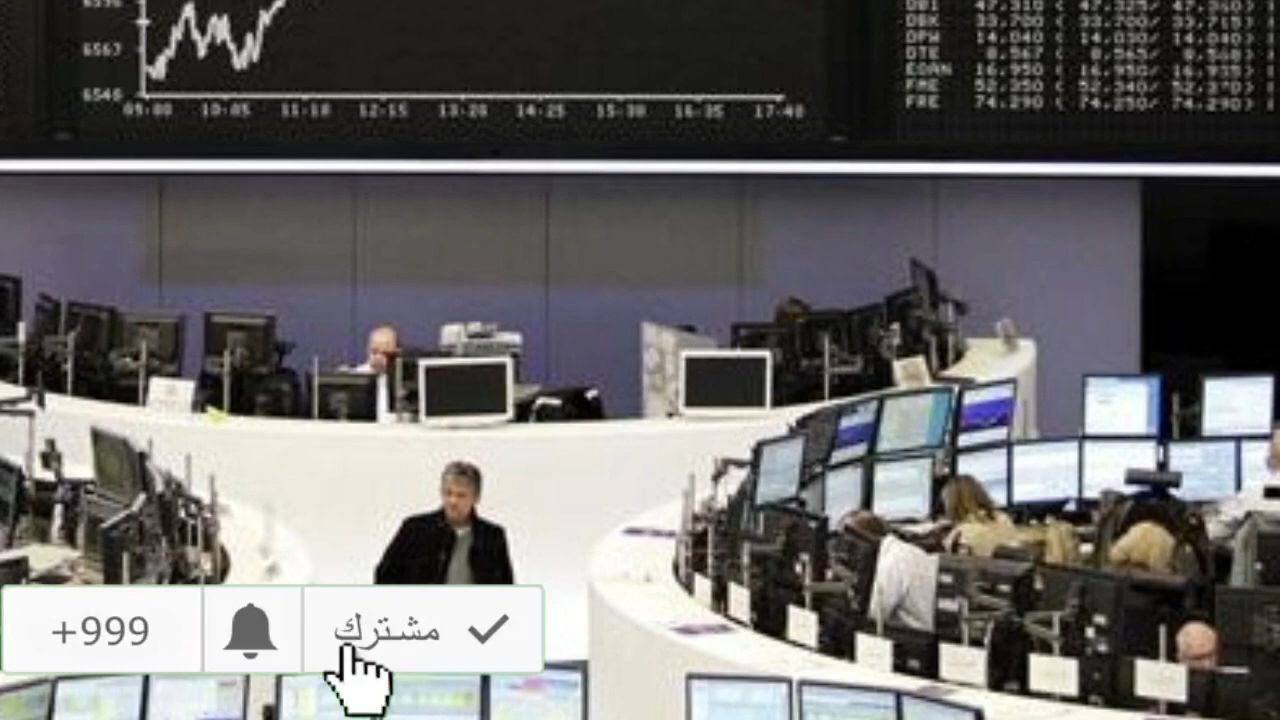 6567
6546
09:00 10:05 11:10 12:15 13:20 14:25 15:30 16:35 17:40
DBK 33,700 ( 33,700/ 33,715)
DPW 14,040 ( 14,030/ 14,040)
DTE 8,567 ( 8,565/ 8,568)
EOAN 16,950 ( 16,950/ 16,955)
FME 52,350 ( 52,340/ 52,370)
FRE 74,290 ( 74,250/ 74,290)
+999 مشترك